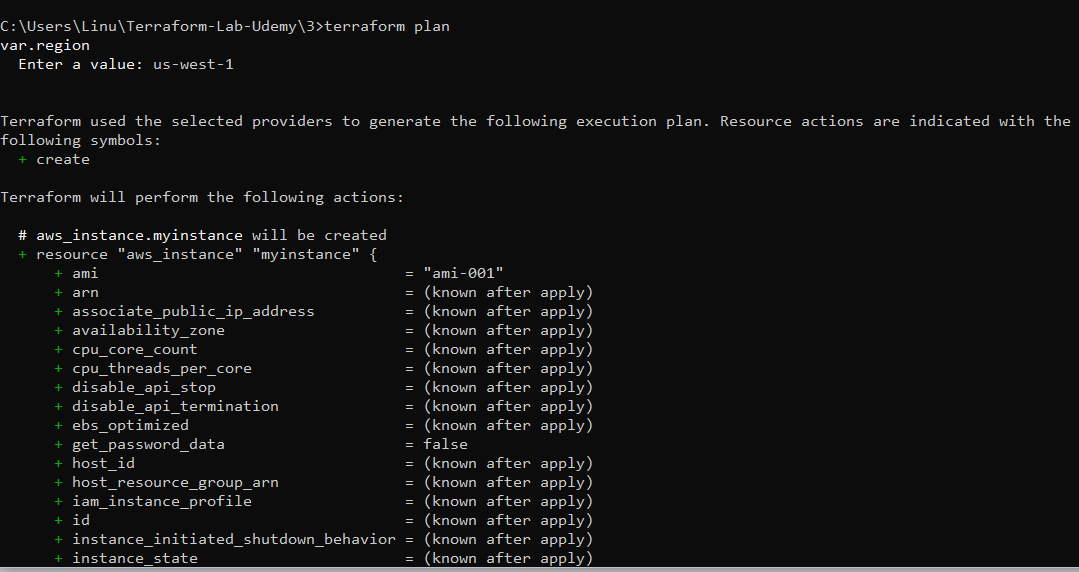 C:\Users\Linu\Terraform-Lab-Udemy\3>terraform plan
var.region
  Enter a value: us-west-1
Terraform used the selected providers to generate the following execution plan. Resource actions are indicated with the
following symbols:
  + create
Terraform will perform the following actions:
  # aws_instance.myinstance will be created
  + resource "aws_instance" "myinstance" {
      + ami                                  = "ami-001"
      + arn                                  = (known after apply)
      + associate_public_ip_address          = (known after apply)
      + availability_zone                    = (known after apply)
      + cpu_core_count                       = (known after apply)
      + cpu_threads_per_core                 = (known after apply)
      + disable_api_stop                     = (known after apply)
      + disable_api_termination              = (known after apply)
      + ebs_optimized                        = (known after apply)
      + get_password_data                    = false
      + host_id                              = (known after apply)
      + host_resource_group_arn              = (known after apply)
      + iam_instance_profile                 = (known after apply)
      + id                                   = (known after apply)
      + instance_initiated_shutdown_behavior = (known after apply)
      + instance_state                       = (known after apply)